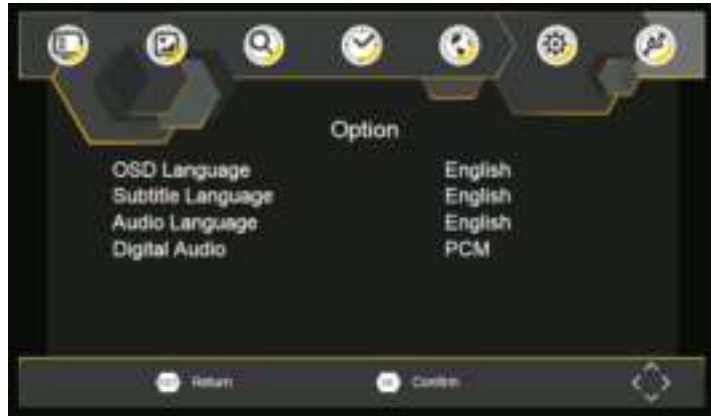 Option
OSD Language English
Subtitle Language English
Audio Language English
Digital Audio PCM
Return Confirm